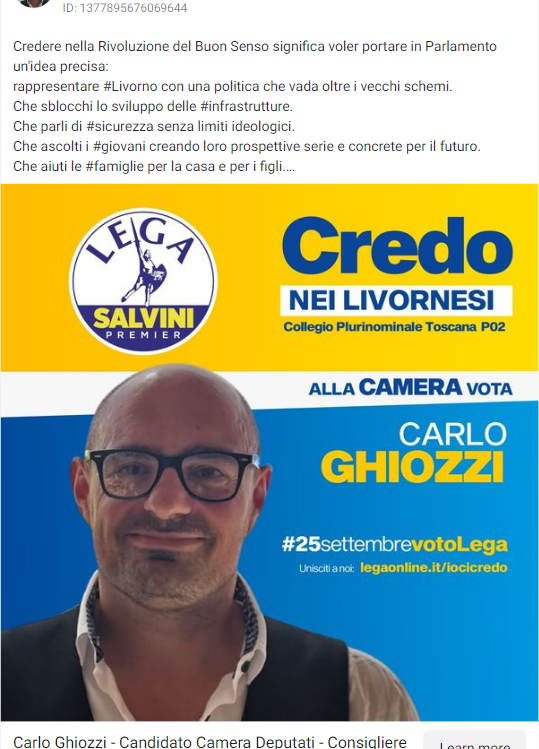 ID: 1377895676069644
Credere nella Rivoluzione del Buon Senso significa voler portare in Parlamento
un'idea precisa:
rappresentare #Livorno con una politica che vada oltre i vecchi schemi.
Che sblocchi lo sviluppo delle #infrastrutture.
Che parli di #sicurezza senza limiti ideologici.
Che ascolti i #giovani creando loro prospettive serie e concrete per il futuro.
Che aiuti le #famiglie per la casa e per i figli....
LEGA
SALVINI
PREMIER
Credo
NEI LIVORNESI
Collegio Plurinominale Toscana P02
ALLA CAMERA VOTA
CARLO
GHIOZZI
#25settembrevotoLega
Unisciti a noi: legaonline.it/iocicredo
Carlo Ghiozzi - Candidato Camera Deputati - Consigliere
Learn more